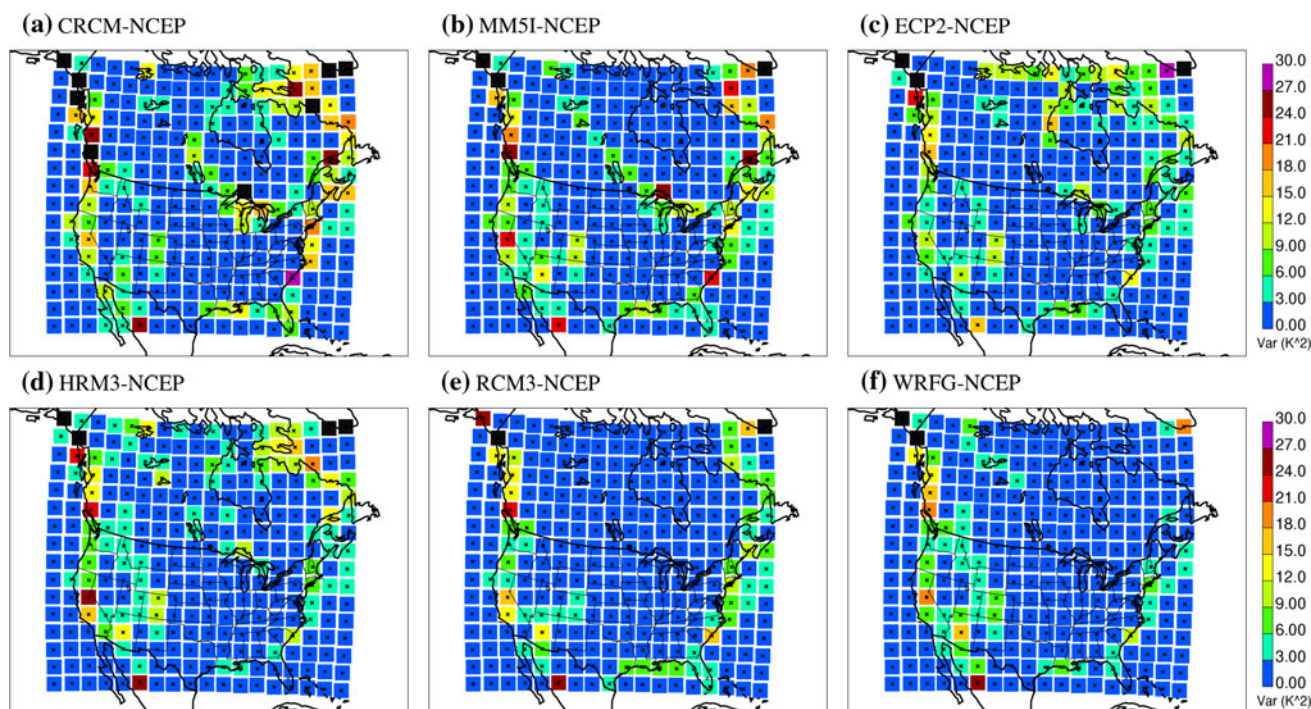 (a) CRCM-NCEP
(b) MM5I-NCEP
(c) ECP2-NCEP
30.0
27.0
24.0
21.0
18.0
15.0
12.0
9.00
6.00
3.00
0.00
Var (K^2)
(d) HRM3-NCEP
(e) RCM3-NCEP
(f) WRFG-NCEP
30.0
27.0
24.0
21.0
18.0
15.0
12.0
9.00
6.00
3.00
0.00
Var (K^2)